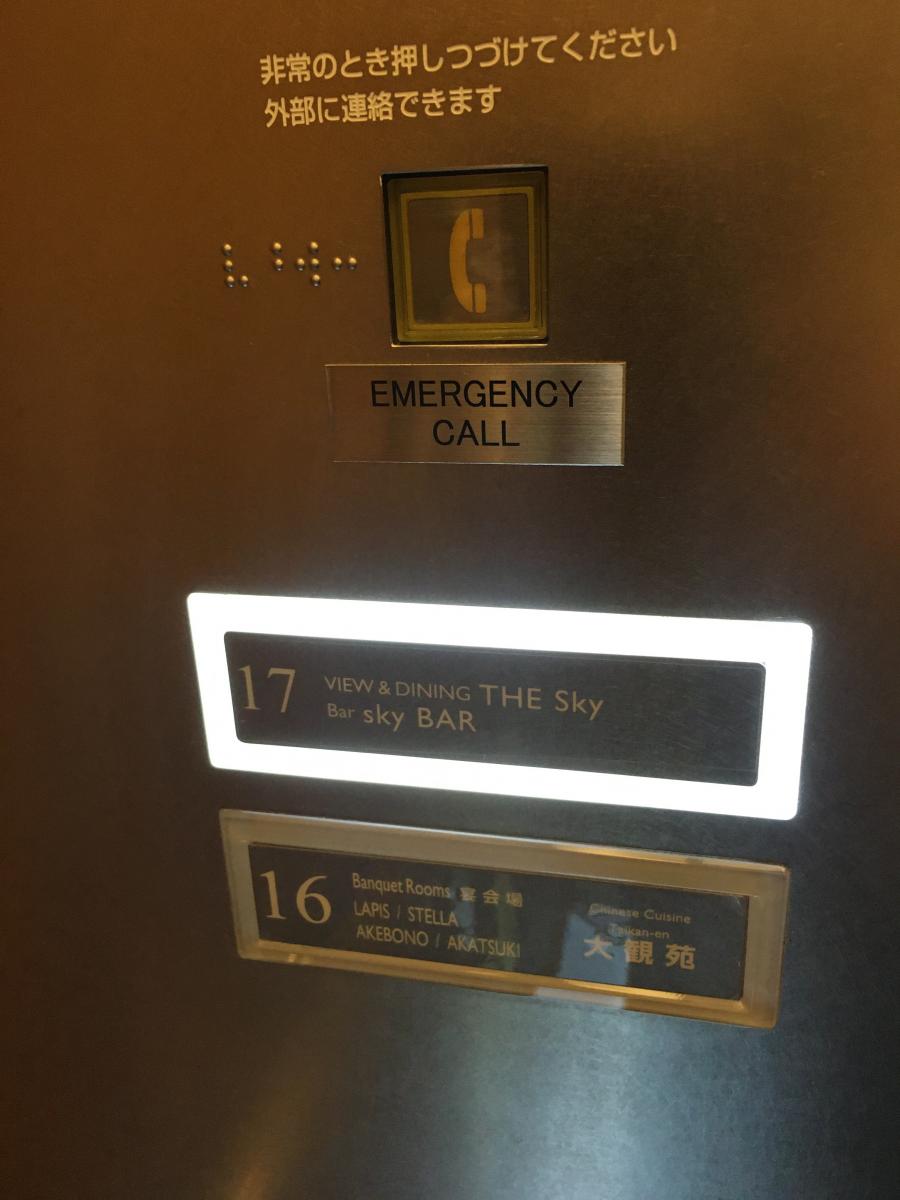 非常のとき押しつづけてください
外部に連絡できます
EMERGENCY
CALL
17
VIEW & DINING THE Sky
Bar sky BAR
16
Banquet Rooms 宴会場
LAPIS / STELLA
AKEBONO / AKATSUKI
Chinese Cuisine
Taikan-en
大観苑